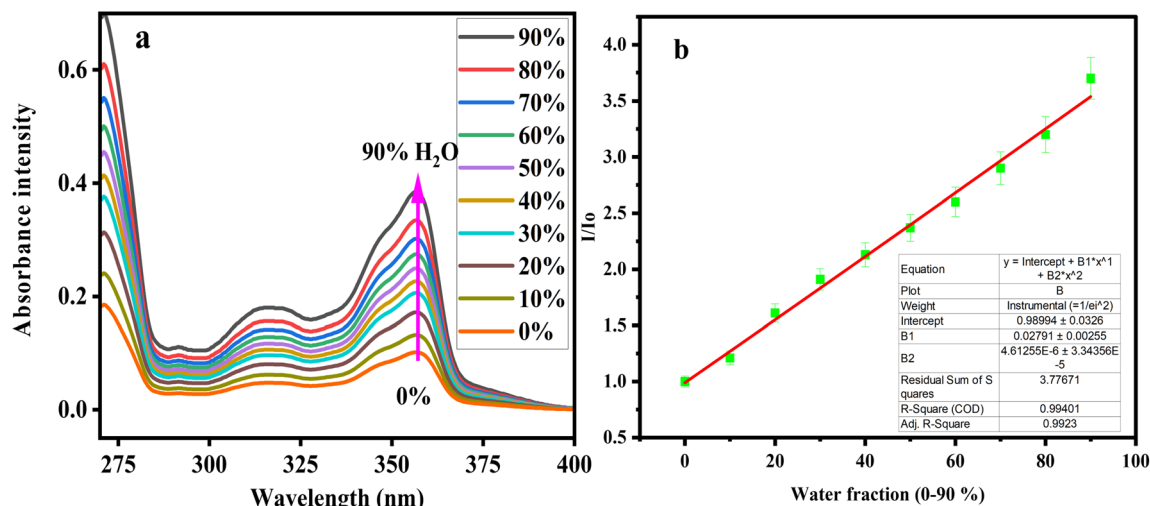 a
90%
80%
70%
60%
50%
40%
30%
20%
10%
0%
90% H₂O
0%
0.6
0.4
0.2
0.0
275
300
325
350
375
400
Absorbance intensity
Wavelength (nm)
b
4.0
3.5
3.0
2.5
2.0
1.5
1.0
0.5
0
20
40
60
80
100
I/Io
Water fraction (0-90 %)
Equation y = Intercept + B1*x^1
+ B2*x^2
Plot B
Weight Instrumental (=1/ei^2)
Intercept 0.98994 ± 0.0326
B1 0.02791 ± 0.00255
B2 4.61255E-6 ± 3.34356E
-5
Residual Sum of S
quares 3.77671
R-Square (COD) 0.99401
Adj. R-Square 0.9923